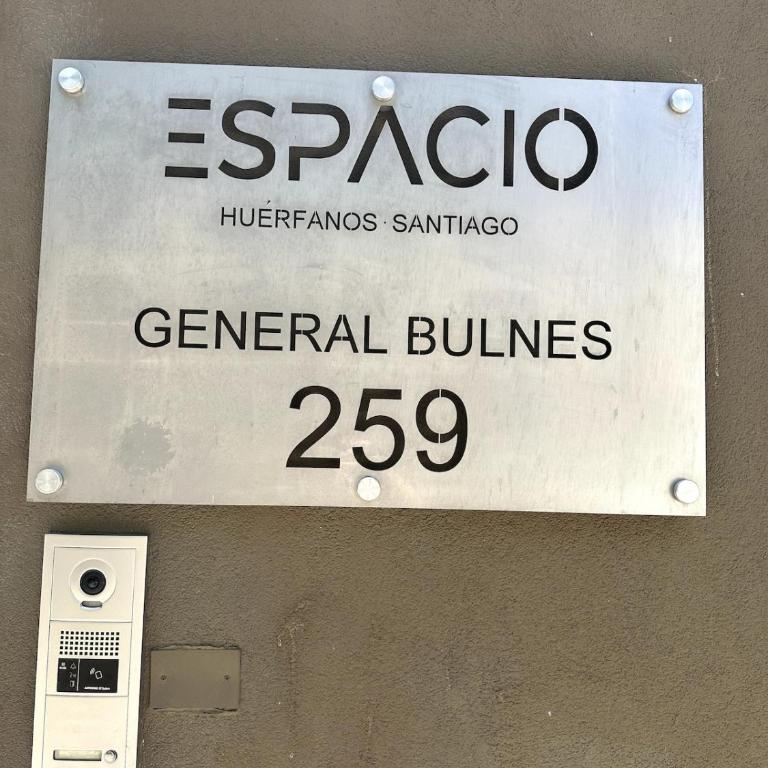 ESPACIO
HUÉRFANOS · SANTIAGO
GENERAL BULNES
259